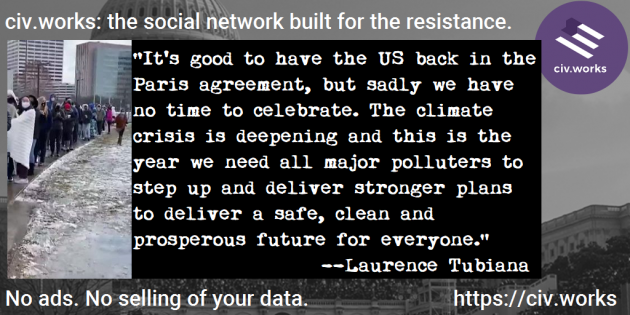 civ.works: the social network built for the resistance.
civ.works
"It's good to have the US back in the
Paris agreement, but sadly we have
no time to celebrate. The climate
crisis is deepening and this is the
year we need all major polluters to
step up and deliver stronger plans
to deliver a safe, clean and
prosperous future for everyone."
--Laurence Tubiana
No ads. No selling of your data. https://civ.works